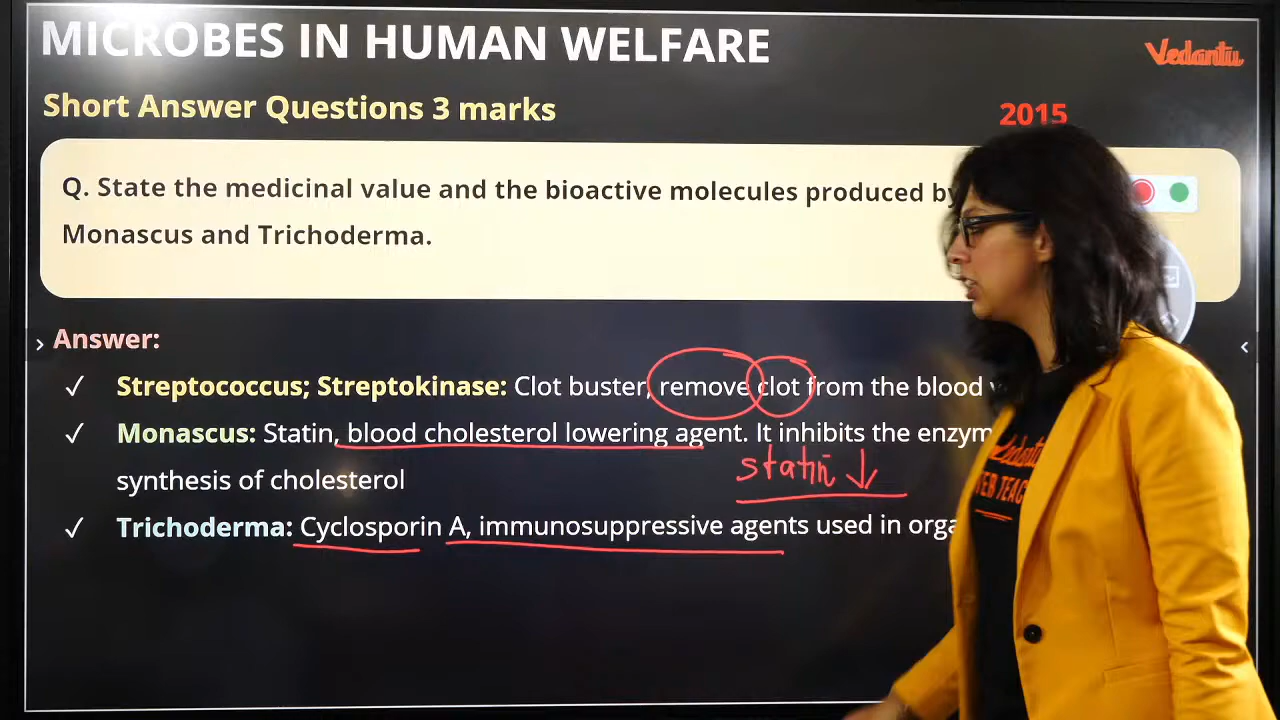 MICROBES IN HUMAN WELFARE
Vedantu
Short Answer Questions 3 marks
2015
Q. State the medicinal value and the bioactive molecules produced by
Monascus and Trichoderma.
Answer:
✓ Streptococcus; Streptokinase: Clot buster, remove clot from the blood
✓ Monascus: Statin, blood cholesterol lowering agent. It inhibits the
synthesis of cholesterol
statin ↓
✓ Trichoderma: Cyclosporin A, immunosuppressive agents used in
Vedantu